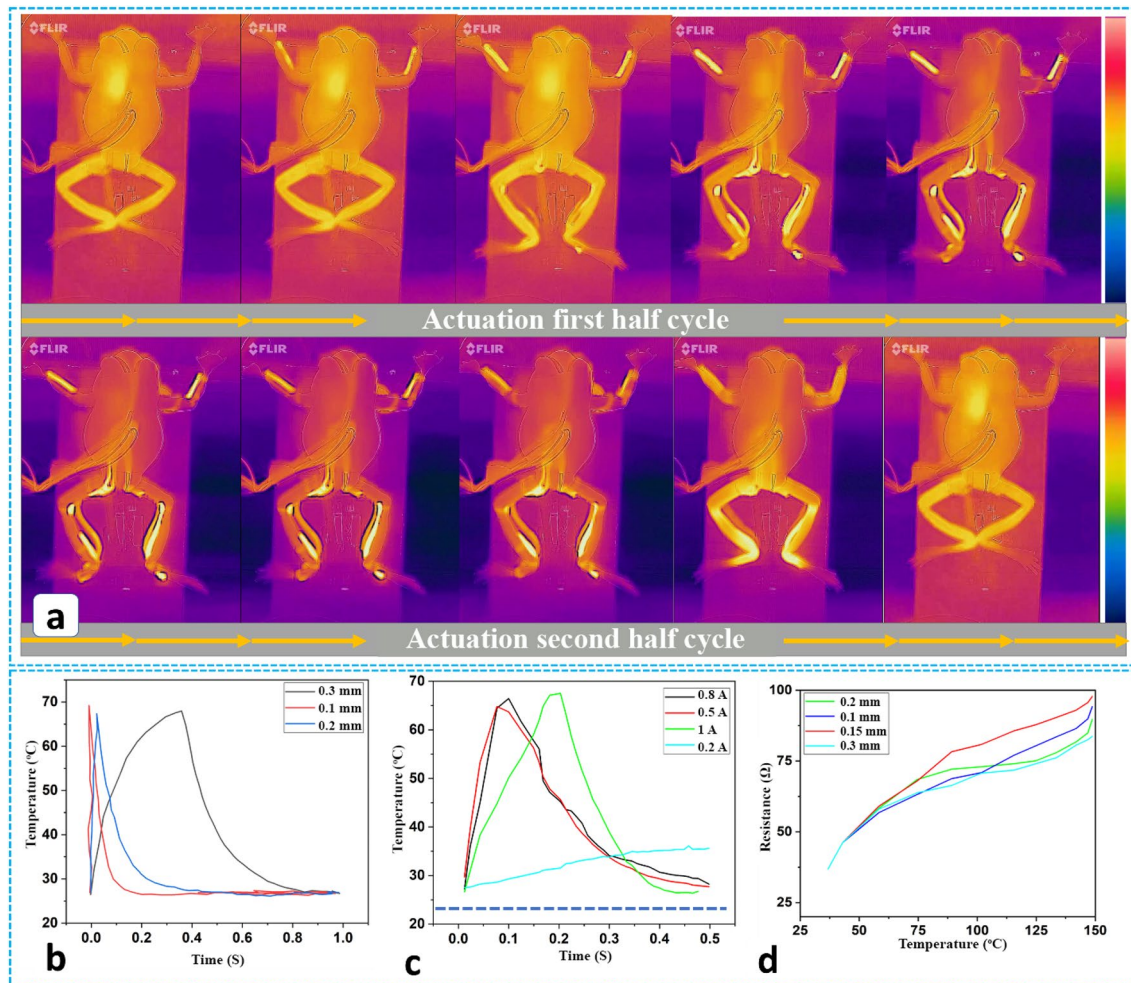 FLIR
FLIR
FLIR
FLIR
FLIR
Actuation first half cycle
FLIR
FLIR
FLIR
FLIR
FLIR
a
Actuation second half cycle
70
60
50
40
30
20
Temperature (°C)
0.3 mm
0.1 mm
0.2 mm
0.0
0.2
0.4
0.6
0.8
1.0
Time (S)
b
70
60
50
40
30
20
Temperature (°C)
0.8 A
0.5 A
1 A
0.2 A
0.0
0.1
0.2
0.3
0.4
0.5
Time (S)
c
100
75
50
25
Resistance (Ω)
0.2 mm
0.1 mm
0.15 mm
0.3 mm
25
50
75
100
125
150
Temperature (°C)
d